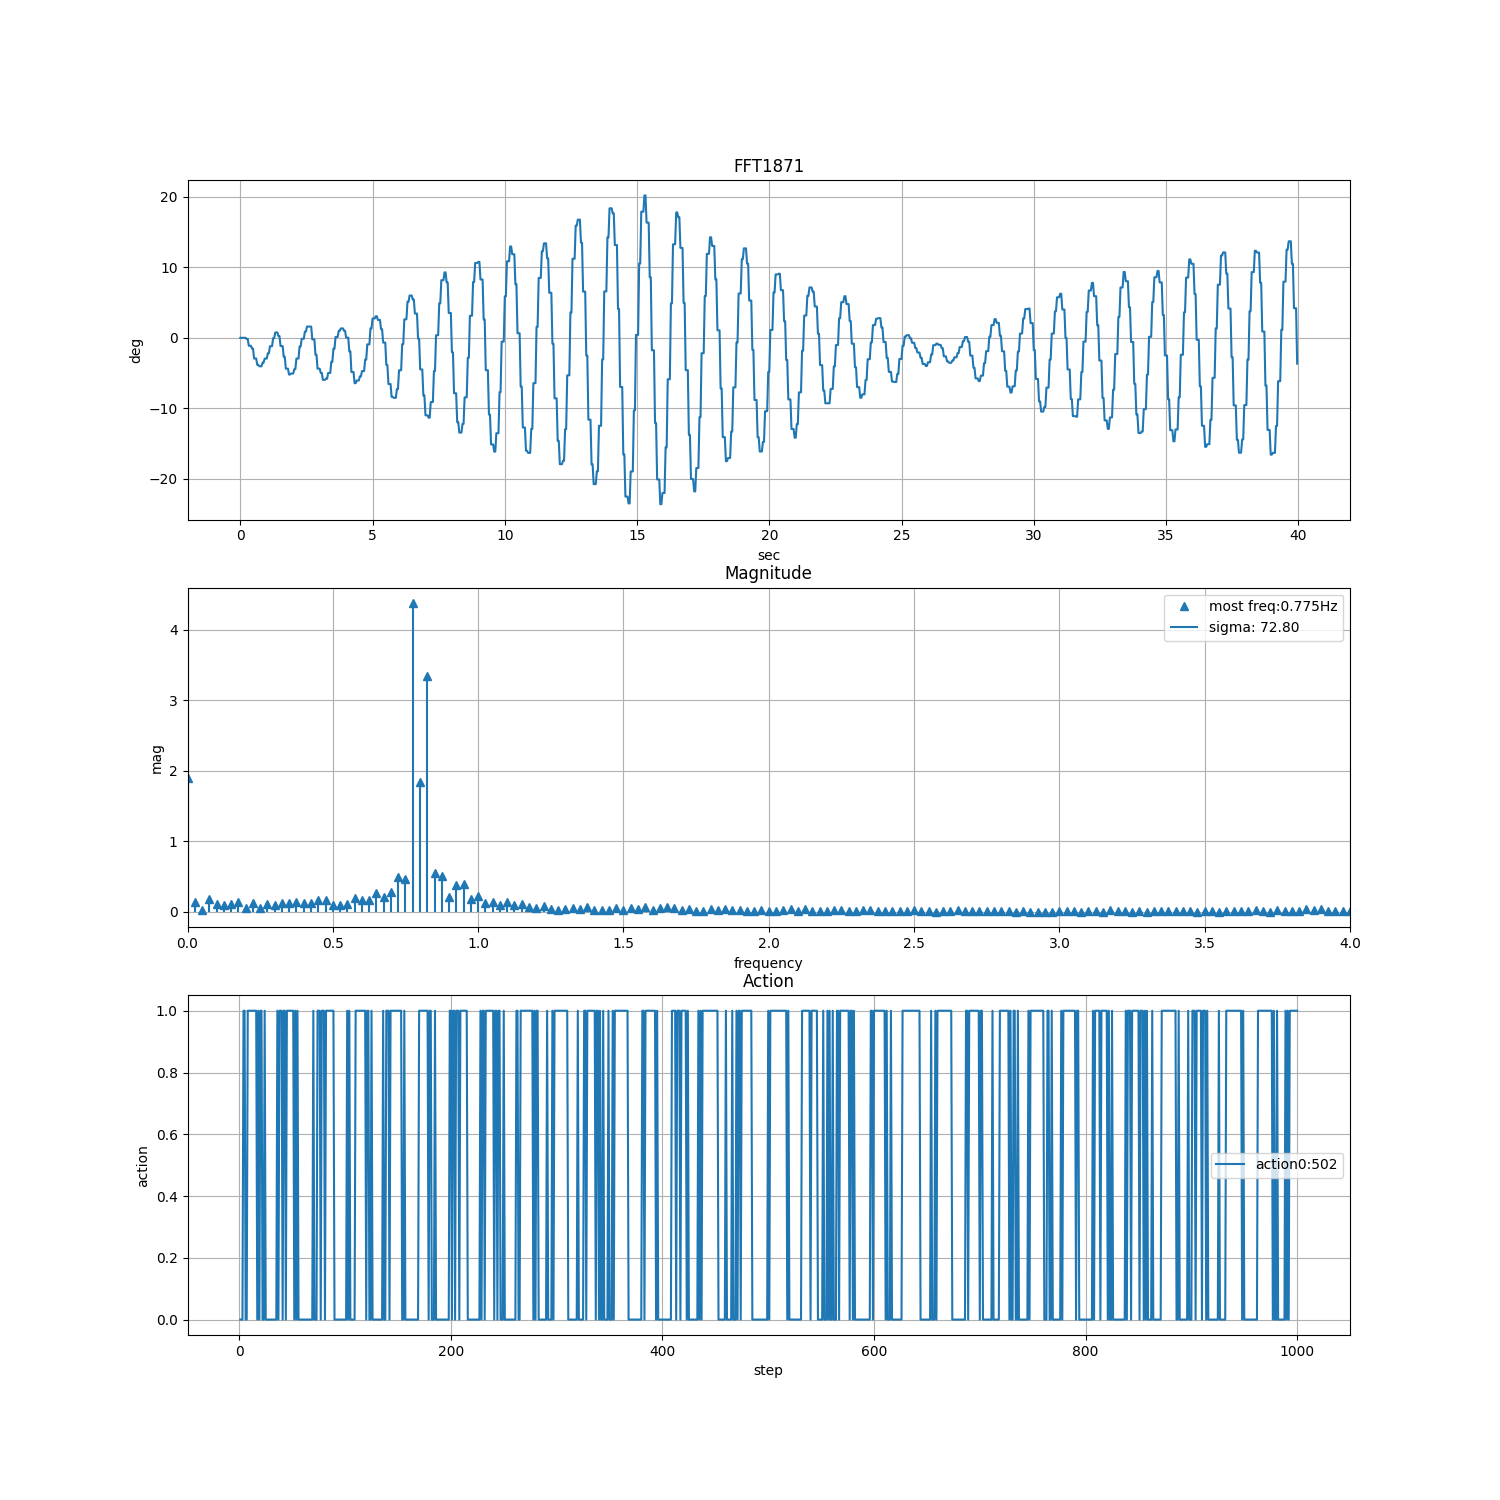 FFT1871
20
10
0
−10
−20
deg
0 5 10 15 20 25 30 35 40
sec
Magnitude
most freq:0.775Hz
sigma: 72.80
4
3
2
1
0
mag
0.0 0.5 1.0 1.5 2.0 2.5 3.0 3.5 4.0
frequency
Action
1.0
0.8
0.6
0.4
0.2
0.0
action
action0:502
0 200 400 600 800 1000
step